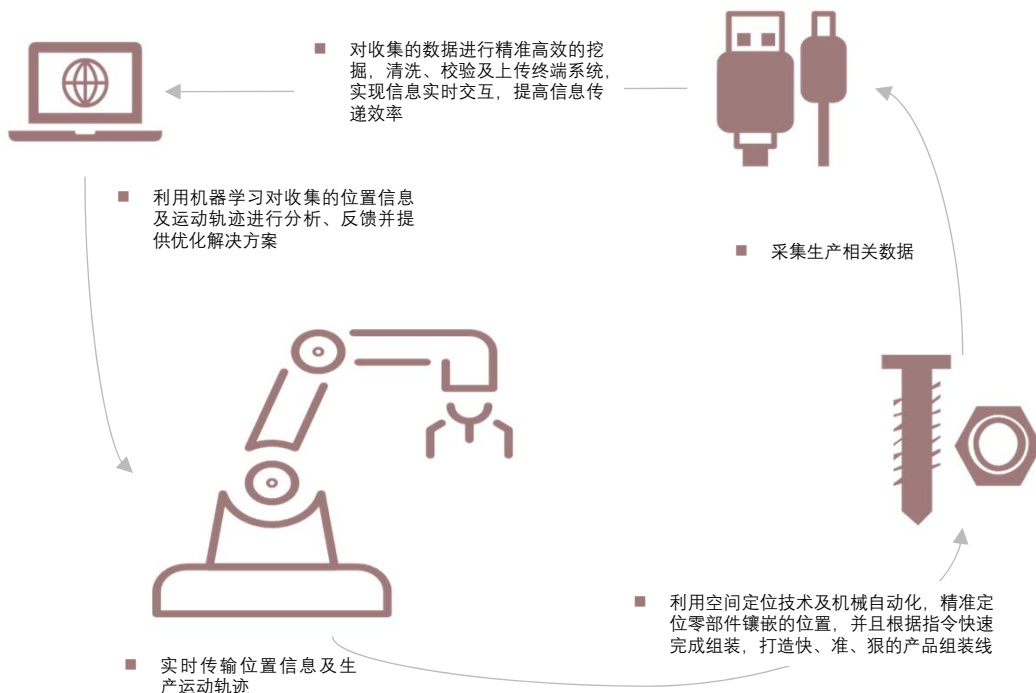 ■ 对收集的数据进行精准高效的挖
掘，清洗、校验及上传终端系统，
实现信息实时交互，提高信息传
递效率
■ 利用机器学习对收集的位置信息
及运动轨迹进行分析、反馈并提
供优化解决方案
■ 采集生产相关数据
■ 利用空间定位技术及机械自动化，精准定
位零部件镶嵌的位置，并且根据指令快速
完成组装，打造快、准、狠的产品组装线
■ 实时传输位置信息及生
产运动轨迹